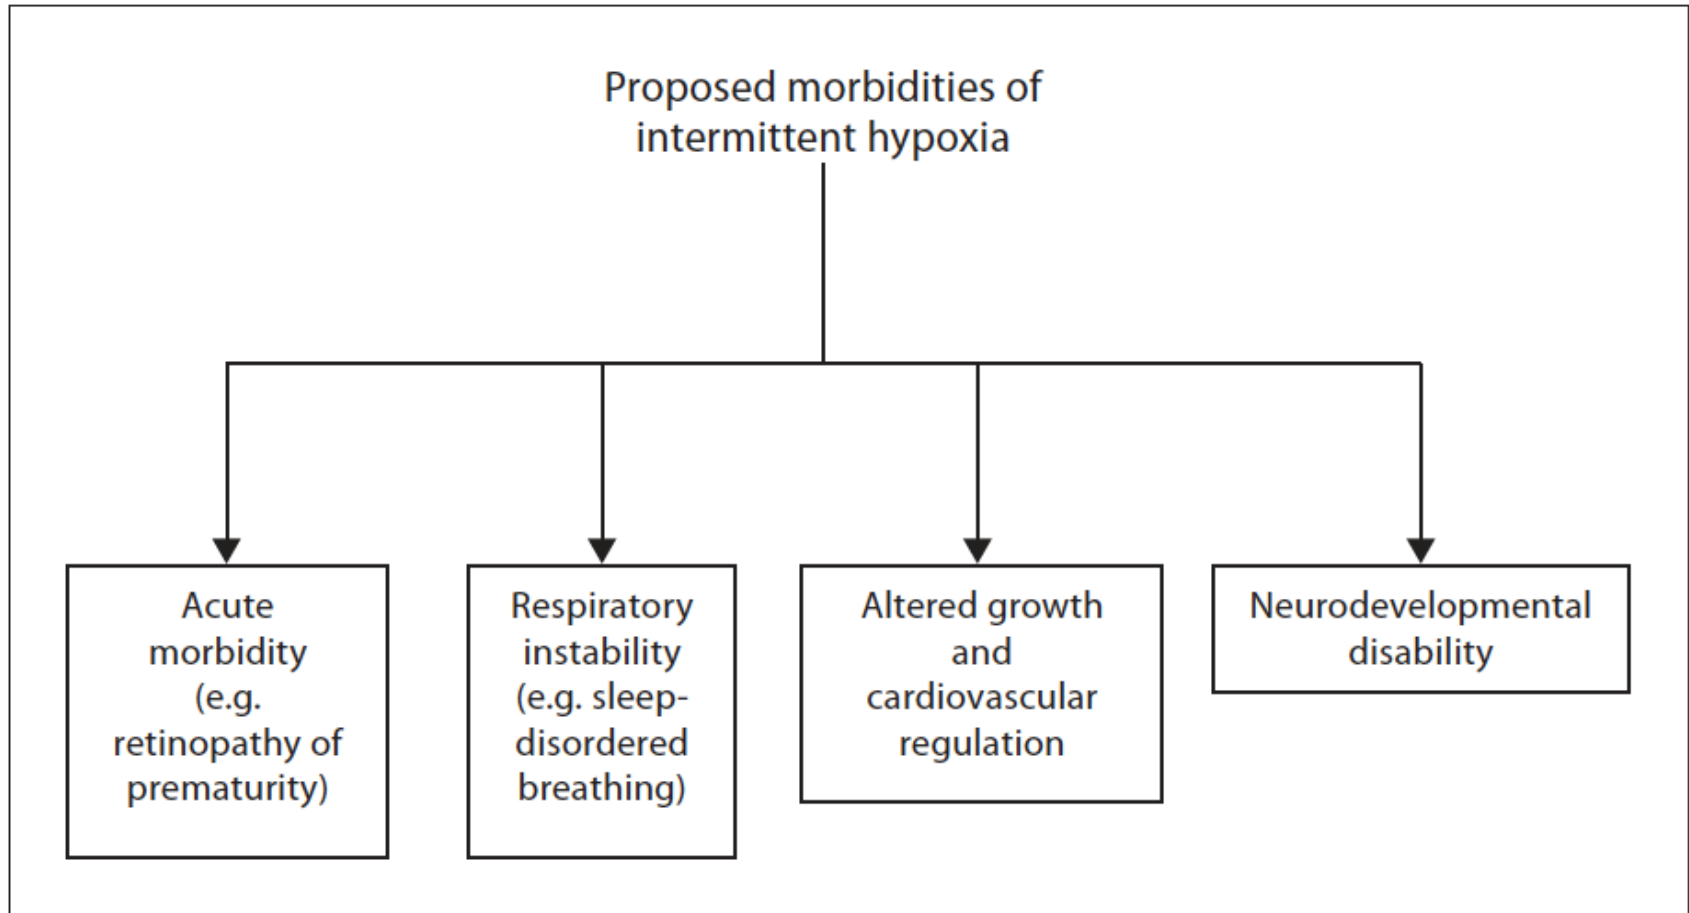 Proposed morbidities of
intermittent hypoxia
Acute
morbidity
(e.g.
retinopathy of
prematurity)
Respiratory
instability
(e.g. sleep-
disordered
breathing)
Altered growth
and
cardiovascular
regulation
Neurodevelopmental
disability